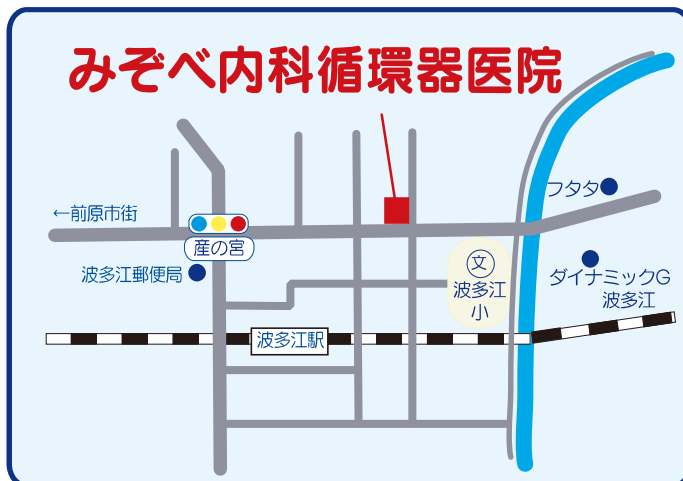 みぞべ内科循環器医院
フタタ
←前原市街
産の宮
文
波多江郵便局
波多江
小
ダイナミックG
波多江
波多江駅